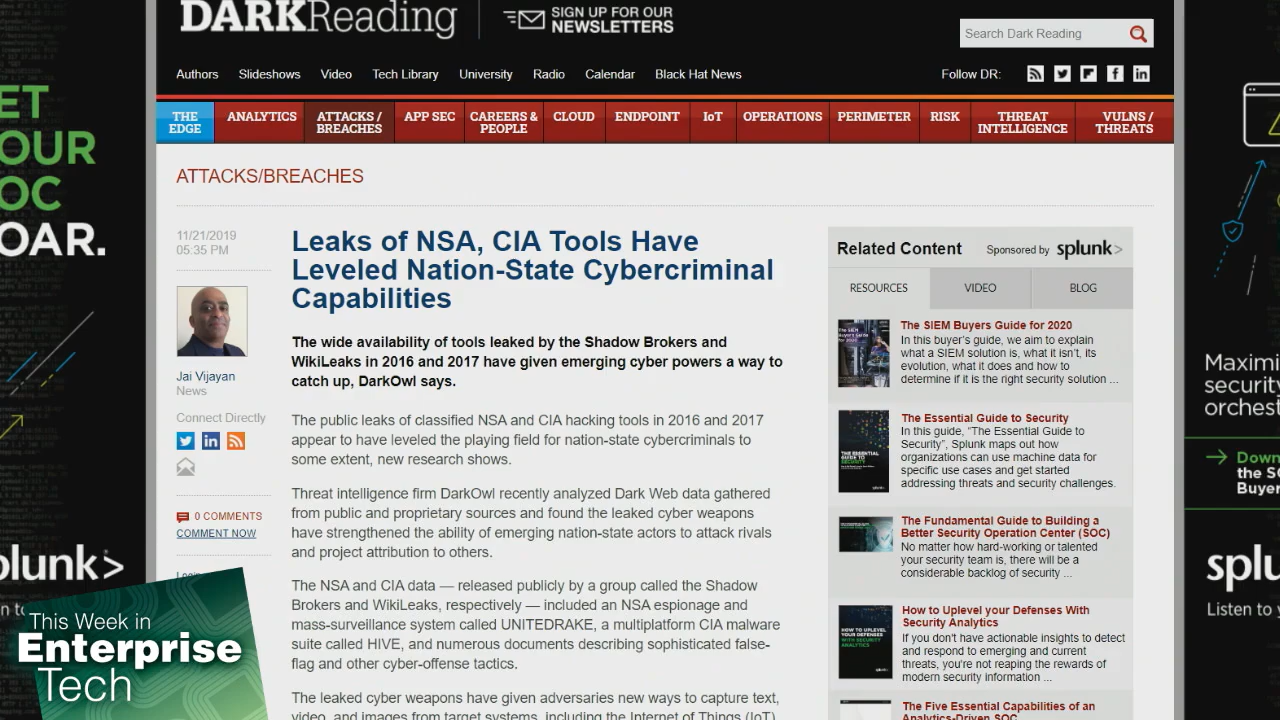 DARKReading
SIGN UP FOR OUR
NEWSLETTERS
Search Dark Reading
Authors Slideshows Video Tech Library University Radio Calendar Black Hat News
Follow DR:
THE EDGE
ANALYTICS
ATTACKS / BREACHES
APP SEC
CAREERS & PEOPLE
CLOUD
ENDPOINT
IoT
OPERATIONS
PERIMETER
RISK
THREAT INTELLIGENCE
VULNS / THREATS
ATTACKS/BREACHES
11/21/2019
05:35 PM
Jai Vijayan
News
Connect Directly
0 COMMENTS
COMMENT NOW
Leaks of NSA, CIA Tools Have
Leveled Nation-State Cybercriminal
Capabilities
The wide availability of tools leaked by the Shadow Brokers and
WikiLeaks in 2016 and 2017 have given emerging cyber powers a way to
catch up, DarkOwl says.
The public leaks of classified NSA and CIA hacking tools in 2016 and 2017
appear to have leveled the playing field for nation-state cybercriminals to
some extent, new research shows.
Threat intelligence firm DarkOwl recently analyzed Dark Web data gathered
from public and proprietary sources and found the leaked cyber weapons
have strengthened the ability of emerging nation-state actors to attack rivals
and project attribution to others.
The NSA and CIA data — released publicly by a group called the Shadow
Brokers and WikiLeaks, respectively — included an NSA espionage and
mass-surveillance system called UNITEDRAKE, a multiplatform CIA malware
suite called HIVE, and numerous documents describing sophisticated false-
flag and other cyber-offense tactics.
The leaked cyber weapons have given adversaries new ways to capture text,
video, and images from target systems, including the Internet of Things (IoT)
Related Content
Sponsored by splunk>
RESOURCES VIDEO BLOG
The SIEM Buyers Guide for 2020
In this buyer's guide, we aim to explain
what a SIEM solution is, what it isn't, its
evolution, what it does and how to
determine if it is the right security solution ...
The Essential Guide to Security
In this guide, "The Essential Guide to
Security", Splunk maps out how
organizations can use machine data for
specific use cases and get started
addressing threats and security challenges.
The Fundamental Guide to Building a
Better Security Operation Center (SOC)
No matter how hard-working or talented
your security team is, there will be a
considerable backlog of security ...
How to Uplevel your Defenses With
Security Analytics
If you don't have actionable insights to detect
and respond to emerging and current
threats, you're not reaping the rewards of
modern security information ...
The Five Essential Capabilities of an
Analytics-Driven SOC
ET
OUR
OC
OAR.
plunk>
n to
Maximi
security
orchest
Down
the SO
Buyer
splu
Listen to
This Week in
Enterprise
Tech